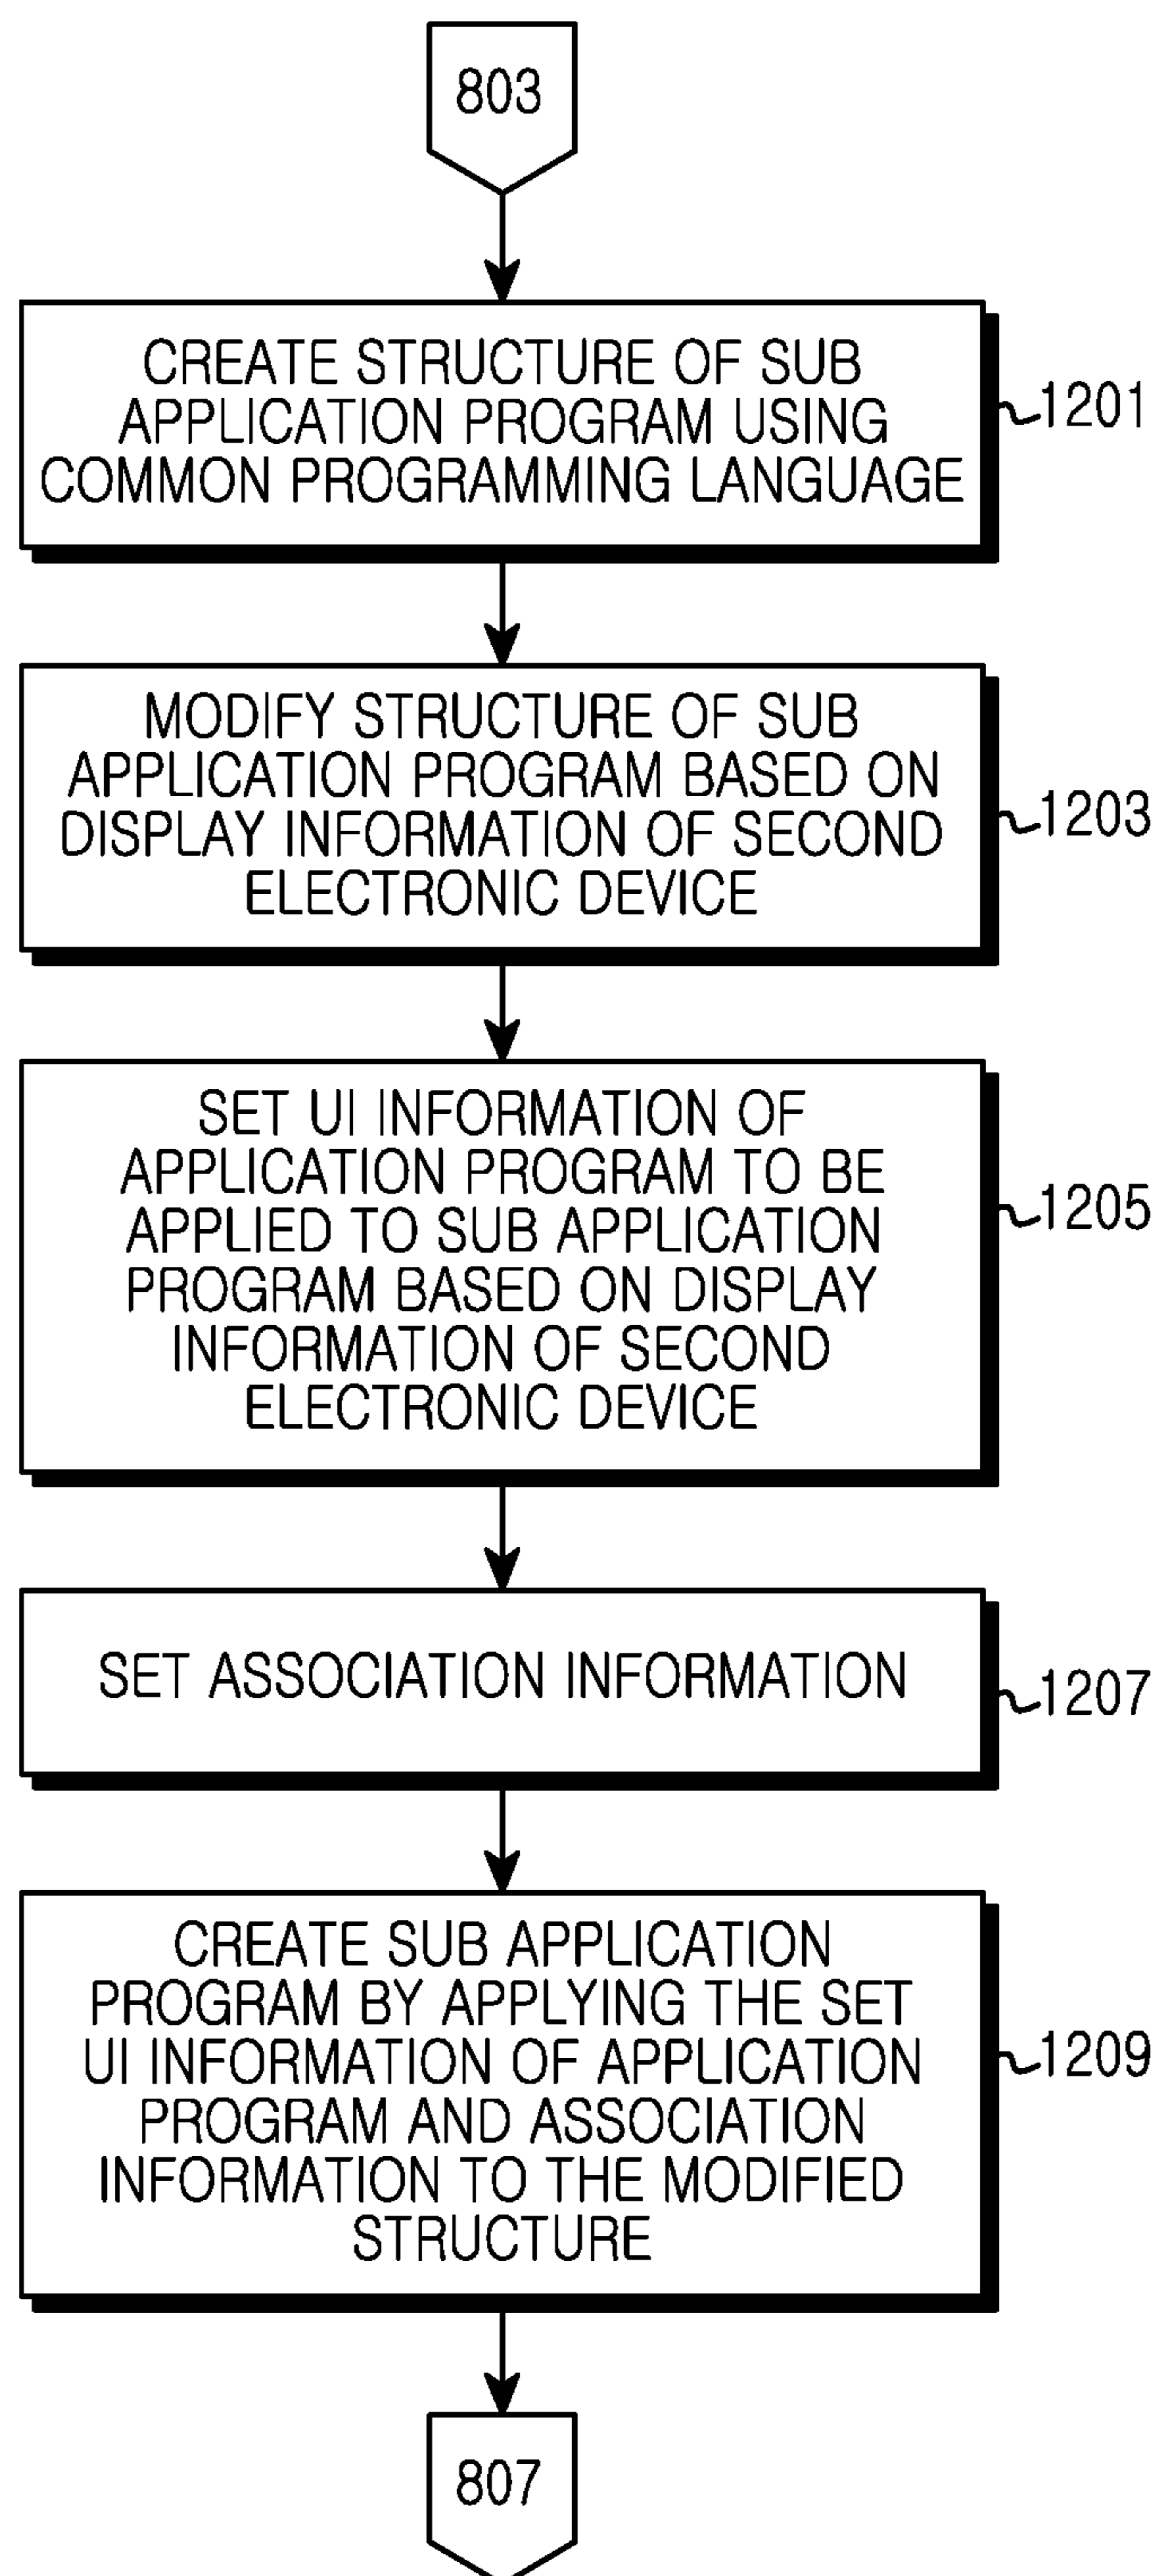 803
CREATE STRUCTURE OF SUB
APPLICATION PROGRAM USING
COMMON PROGRAMMING LANGUAGE
1201
MODIFY STRUCTURE OF SUB
APPLICATION PROGRAM BASED ON
DISPLAY INFORMATION OF SECOND
ELECTRONIC DEVICE
1203
SET UI INFORMATION OF
APPLICATION PROGRAM TO BE
APPLIED TO SUB APPLICATION
PROGRAM BASED ON DISPLAY
INFORMATION OF SECOND
ELECTRONIC DEVICE
1205
SET ASSOCIATION INFORMATION
1207
CREATE SUB APPLICATION
PROGRAM BY APPLYING THE SET
UI INFORMATION OF APPLICATION
PROGRAM AND ASSOCIATION
INFORMATION TO THE MODIFIED
STRUCTURE
1209
807